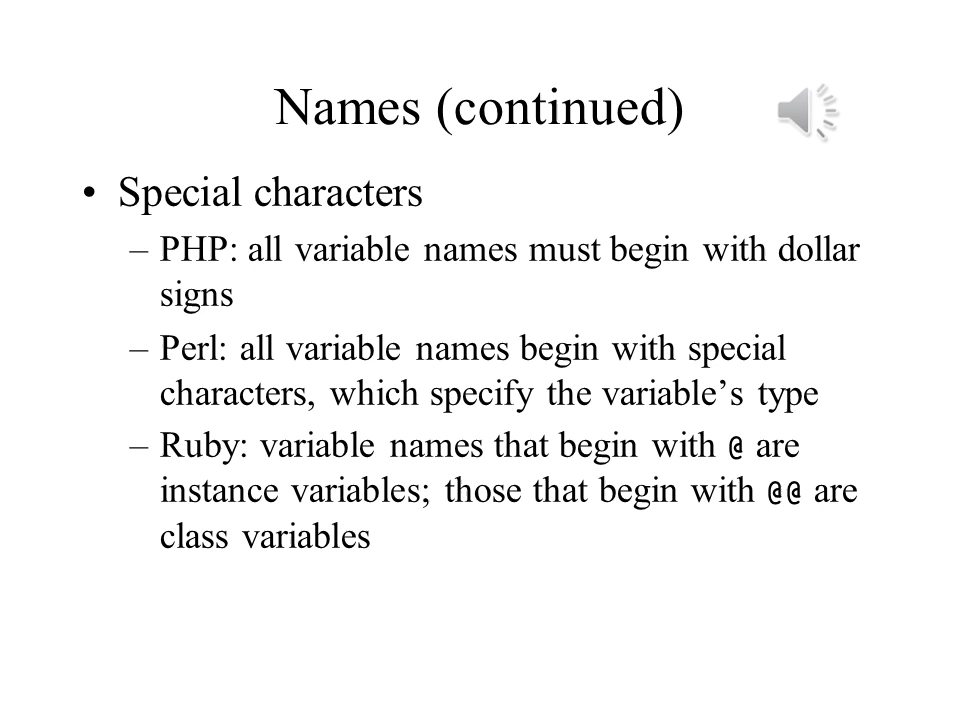 Names (continued)
• Special characters
– PHP: all variable names must begin with dollar
signs
– Perl: all variable names begin with special
characters, which specify the variable’s type
– Ruby: variable names that begin with @ are
instance variables; those that begin with @@ are
class variables